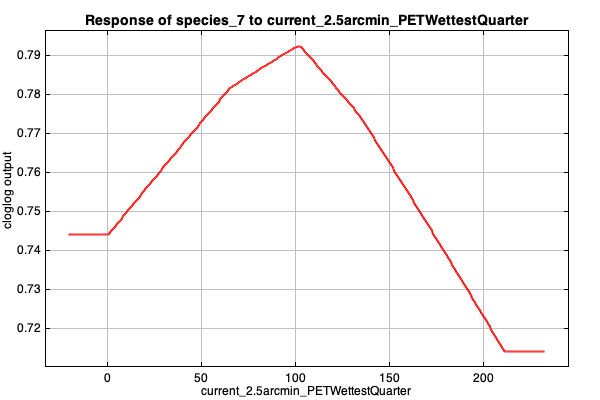 Response of species_7 to current_2.5arcmin_PETWettestQuarter
cloglog output
0.79
0.78
0.77
0.76
0.75
0.74
0.73
0.72
0 50 100 150 200
current_2.5arcmin_PETWettestQuarter